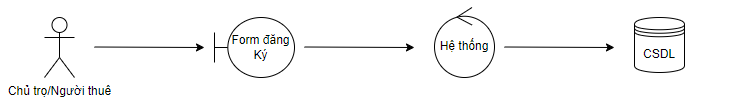 Form đăng
Ký
Hệ thống
CSDL
Chủ trọ/Người thuê